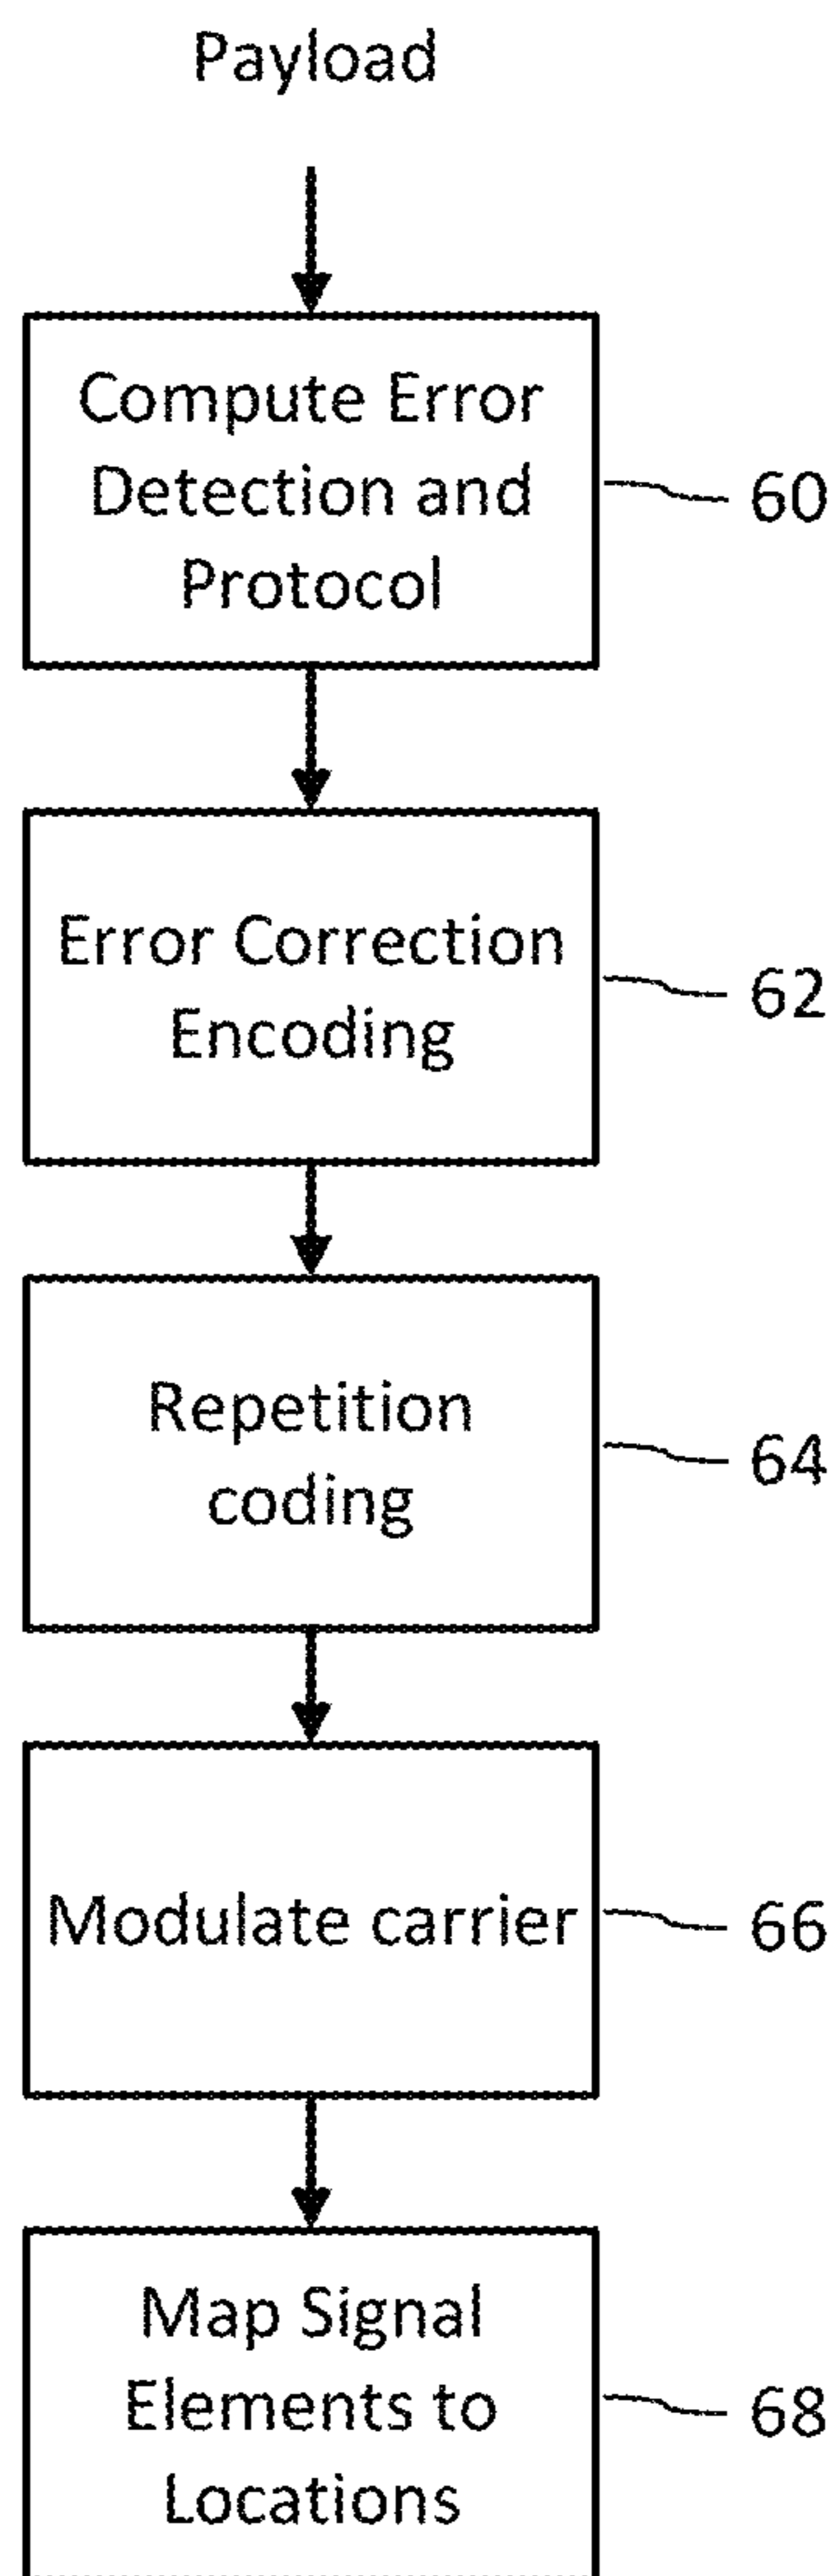 Payload
Compute Error
Detection and
Protocol
60
Error Correction
Encoding
62
Repetition
coding
64
Modulate carrier
66
Map Signal
Elements to
Locations
68